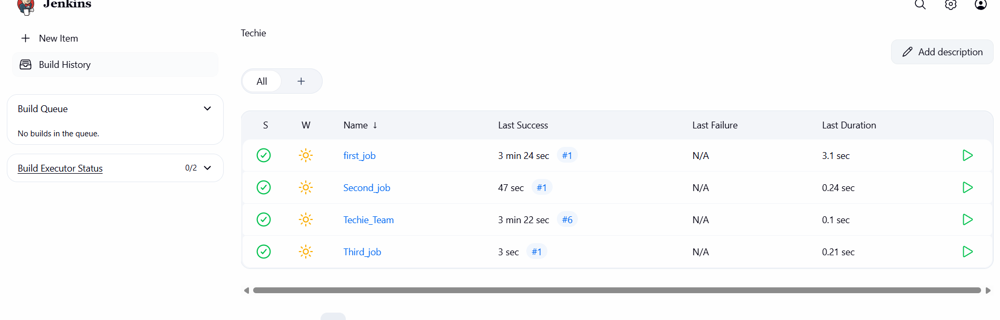 Jenkins
New Item
Build History
Build Queue
No builds in the queue.
Build Executor Status 0/2
Techie
Add description
All +
S W Name ↓ Last Success Last Failure Last Duration
first_job 3 min 24 sec #1 N/A 3.1 sec
Second_job 47 sec #1 N/A 0.24 sec
Techie_Team 3 min 22 sec #6 N/A 0.1 sec
Third_job 3 sec #1 N/A 0.21 sec